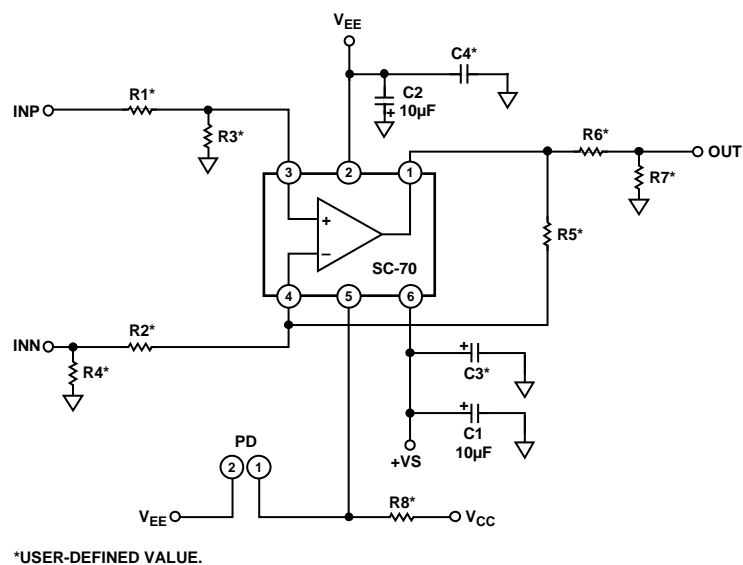 VEE
C4*
R1*
C2
10µF
INP
R3*
R6*
OUT
3
2
1
R7*
+
R5*
–
SC-70
4
5
6
INN
R2*
+
C3*
R4*
+
C1
10µF
PD
+VS
2
1
R8*
VEE
VCC
*USER-DEFINED VALUE.